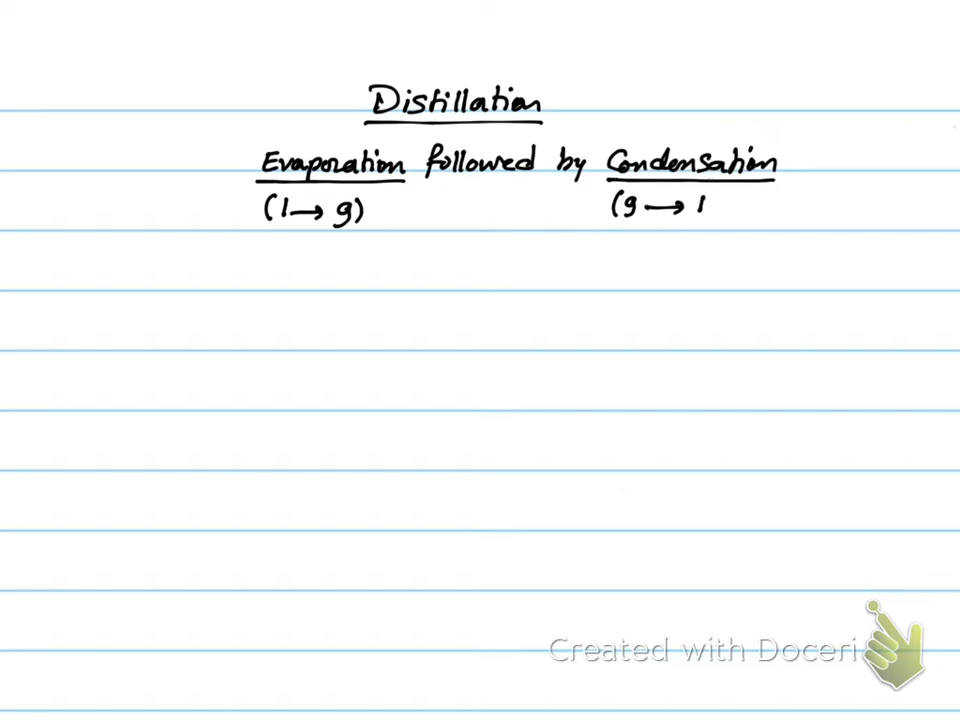 Distillation
Evaporation followed by Condensation
(l→ g) (g → l
Created with Doceri